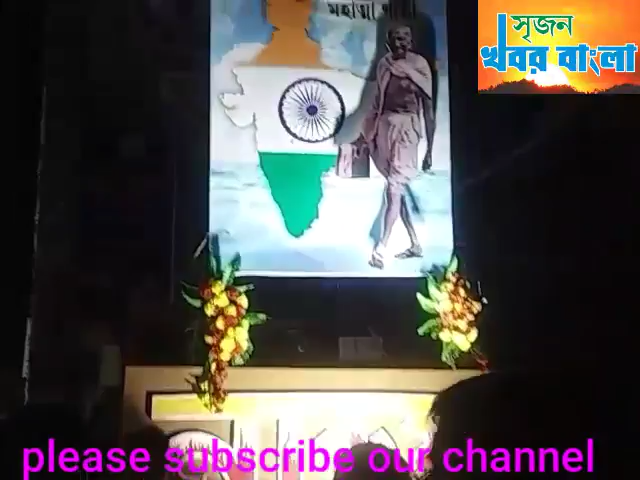 মহাত্মা গান্ধী
সৃজন
খবর বাংলা
please subscribe our channel